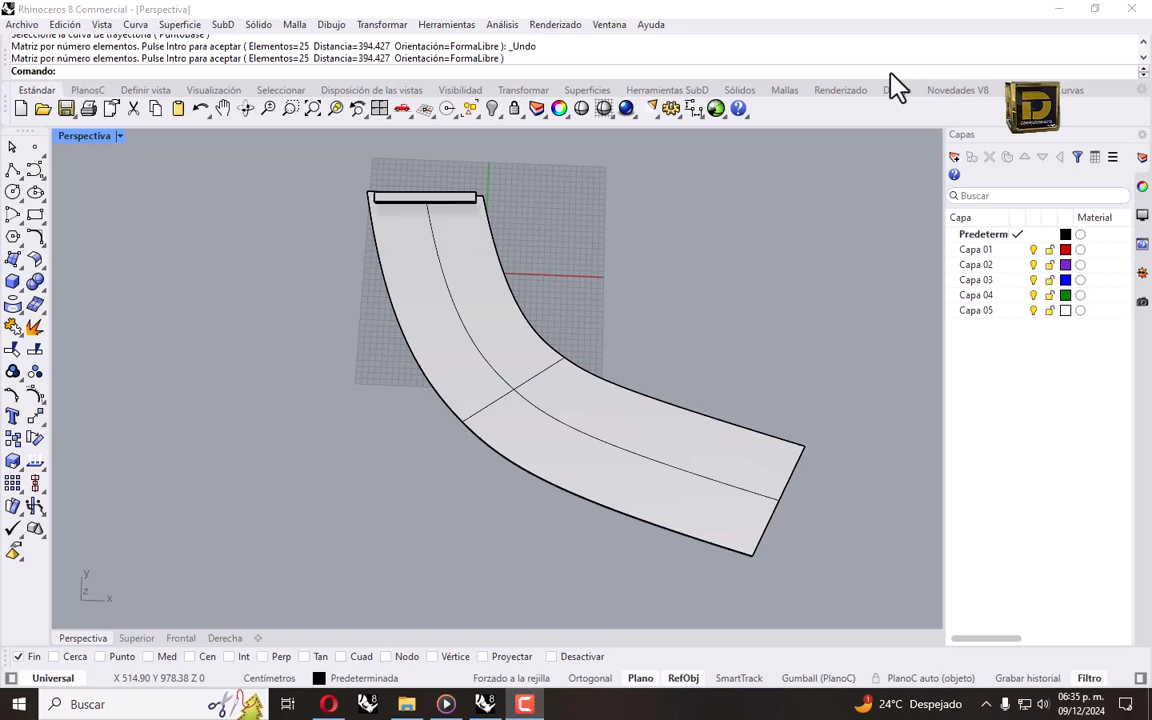 Rhinoceros 8 Commercial - [Perspectiva]
Archivo Edición Vista Curva Superficie SubD Sólido Malla Dibujo Transformar Herramientas Análisis Renderizado Ventana Ayuda
Matriz por número elementos. Pulse Intro para aceptar ( Elementos=25 Distancia=394.427 Orientación=FormaLibre ): _Undo
Matriz por número elementos. Pulse Intro para aceptar ( Elementos=25 Distancia=394.427 Orientación=FormaLibre )
Comando:
Estándar PlanosC Definir vista Visualización Seleccionar Disposición de las vistas Visibilidad Transformar Curvas Superficies Herramientas SubD Sólidos Mallas Renderizado Novedades V8
Perspectiva
Capas
Buscar
Capa Material
Predeterm
Capa 01
Capa 02
Capa 03
Capa 04
Capa 05
y
z x
Perspectiva Superior Frontal Derecha
Fin Cerca Punto Med Cen Int Perp Tan Cuad Nodo Vértice Proyectar Desactivar
Universal X 514.90 Y 978.38 Z 0 Centímetros Predeterminada Forzado a la rejilla Ortogonal Plano RefObj SmartTrack Gumball (PlanoC) PlanoC auto (objeto) Grabar historial Filtro
Buscar 24°C Despejado 06:35 p. m.
09/12/2024